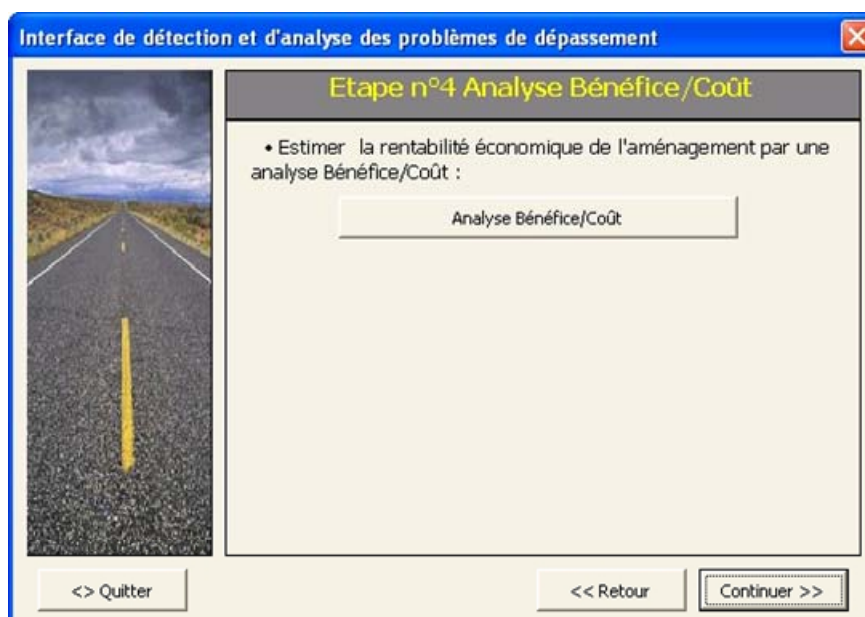 Interface de détection et d'analyse des problèmes de dépassement
Etape n°4 Analyse Bénéfice/Coût
• Estimer la rentabilité économique de l'aménagement par une
analyse Bénéfice/Coût :
Analyse Bénéfice/Coût
<> Quitter
<< Retour
Continuer >>